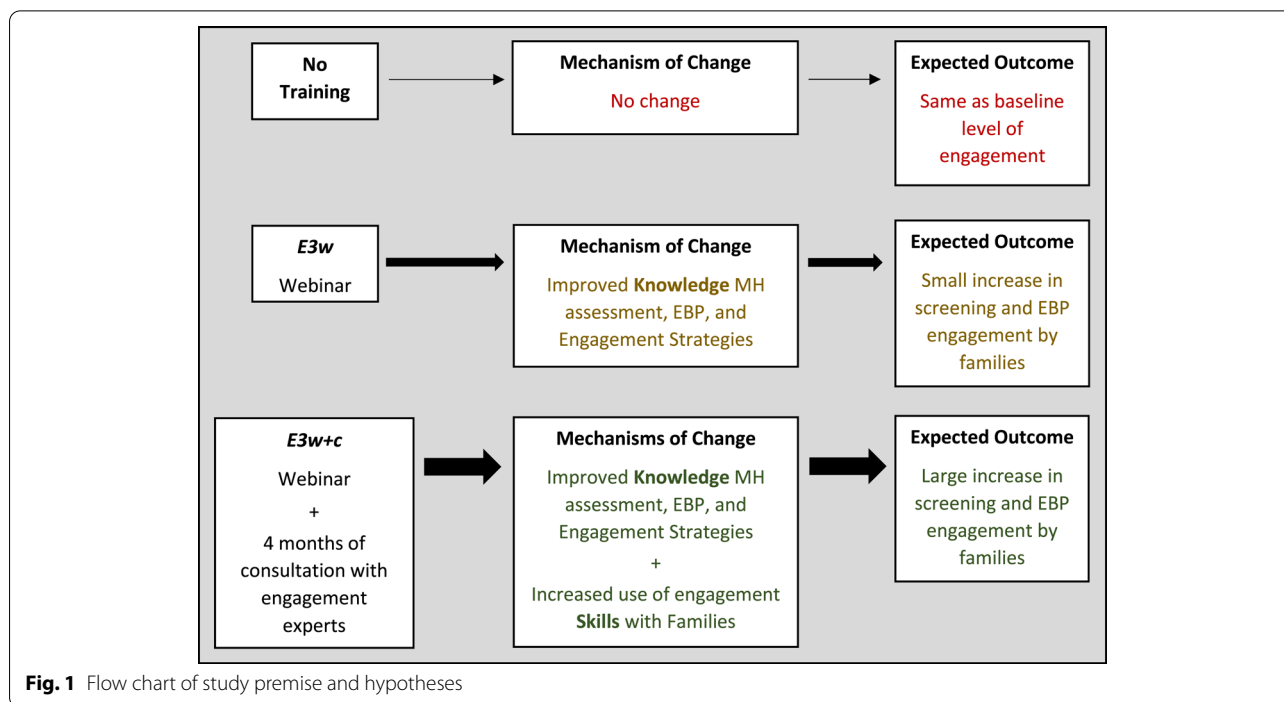 No
Training
Mechanism of Change
No change
Expected Outcome
Same as baseline
level of
engagement
E3w
Webinar
Mechanism of Change
Improved Knowledge MH
assessment, EBP, and
Engagement Strategies
Expected Outcome
Small increase in
screening and EBP
engagement by
families
E3w+c
Webinar
+
4 months of
consultation with
engagement
experts
Mechanisms of Change
Improved Knowledge MH
assessment, EBP, and
Engagement Strategies
+
Increased use of engagement
Skills with Families
Expected Outcome
Large increase in
screening and EBP
engagement by
families
Fig. 1 Flow chart of study premise and hypotheses